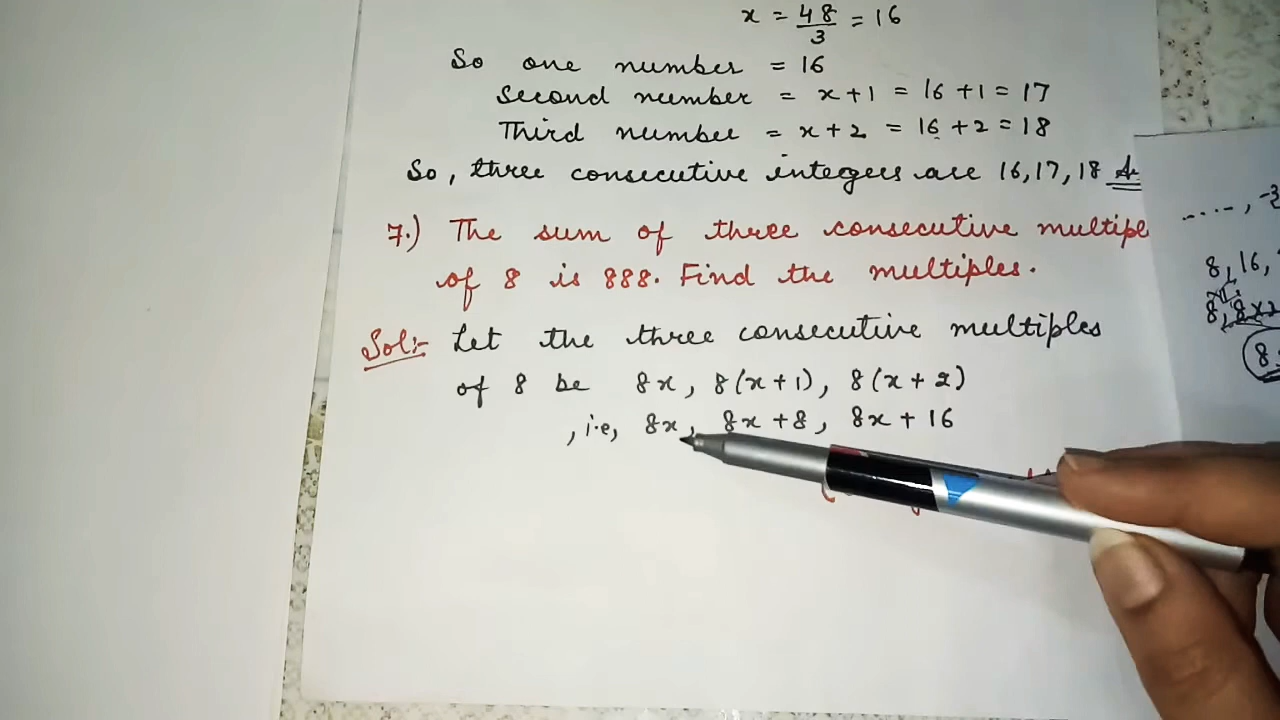 x = 48/3 = 16
So one number = 16
Second number = x+1 = 16+1 = 17
Third number = x+2 = 16+2 = 18
So, three consecutive integers are 16,17,18
7.) The sum of three consecutive multiple
of 8 is 888. Find the multiples.
Sol:- Let the three consecutive multiples
of 8 be 8x, 8(x+1), 8(x+2)
, i.e, 8x, 8x+8, 8x+16
8, 16,
8, 8x2